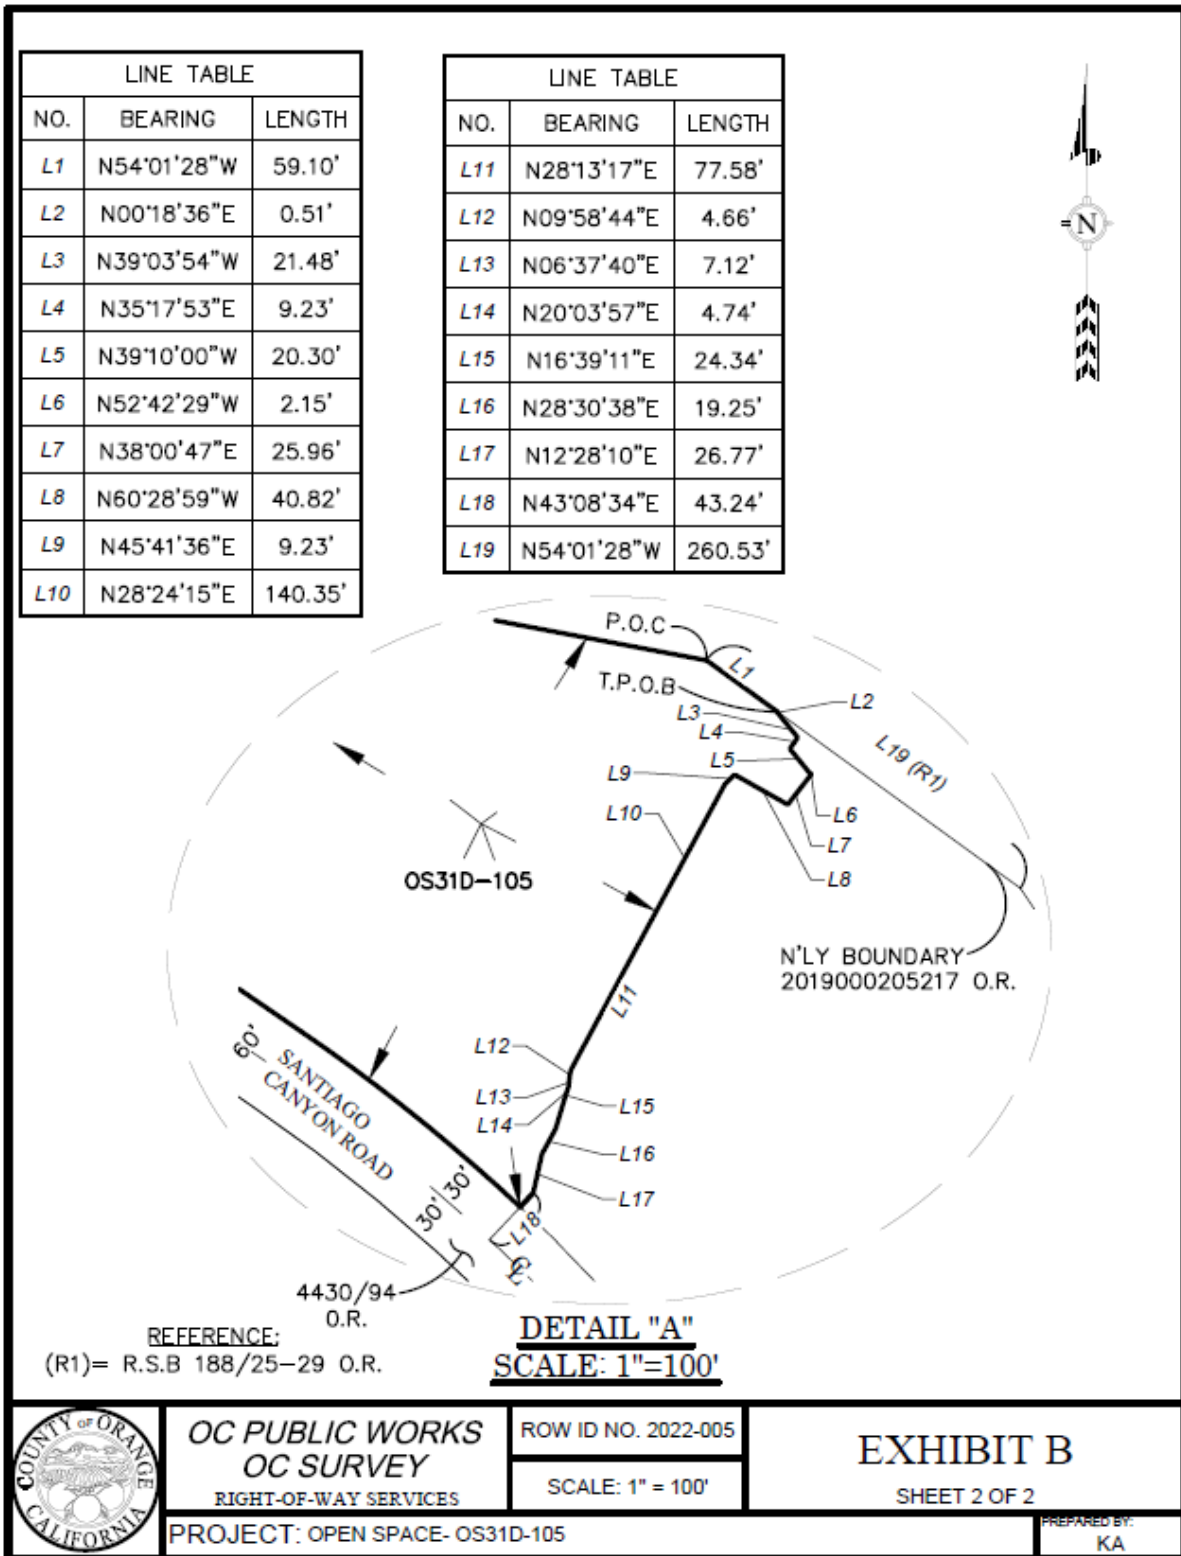 LINE TABLE
NO. BEARING LENGTH
L1 N54°01'28"W 59.10'
L2 N00°18'36"E 0.51'
L3 N39°03'54"W 21.48'
L4 N35°17'53"E 9.23'
L5 N39°10'00"W 20.30'
L6 N52°42'29"W 2.15'
L7 N38°00'47"E 25.96'
L8 N60°28'59"W 40.82'
L9 N45°41'36"E 9.23'
L10 N28°24'15"E 140.35'
LINE TABLE
NO. BEARING LENGTH
L11 N28°13'17"E 77.58'
L12 N09°58'44"E 4.66'
L13 N06°37'40"E 7.12'
L14 N20°03'57"E 4.74'
L15 N16°39'11"E 24.34'
L16 N28°30'38"E 19.25'
L17 N12°28'10"E 26.77'
L18 N43°08'34"E 43.24'
L19 N54°01'28"W 260.53'
N
P.O.C
L1
T.P.O.B
L2
L3
L4
L5
L19 (R1)
L9
L6
L10
L7
L8
OS31D-105
N'LY BOUNDARY
2019000205217 O.R.
L11
L12
60'
SANTIAGO
CANYON ROAD
L13
L15
L14
L16
30'
30'
L17
L18
℄
4430/94
O.R.
REFERENCE:
(R1)= R.S.B 188/25-29 O.R.
DETAIL "A"
SCALE: 1"=100'
COUNTY OF ORANGE
CALIFORNIA
OC PUBLIC WORKS
OC SURVEY
RIGHT-OF-WAY SERVICES
ROW ID NO. 2022-005
SCALE: 1" = 100'
EXHIBIT B
SHEET 2 OF 2
PROJECT: OPEN SPACE- OS31D-105
PREPARED BY:
KA